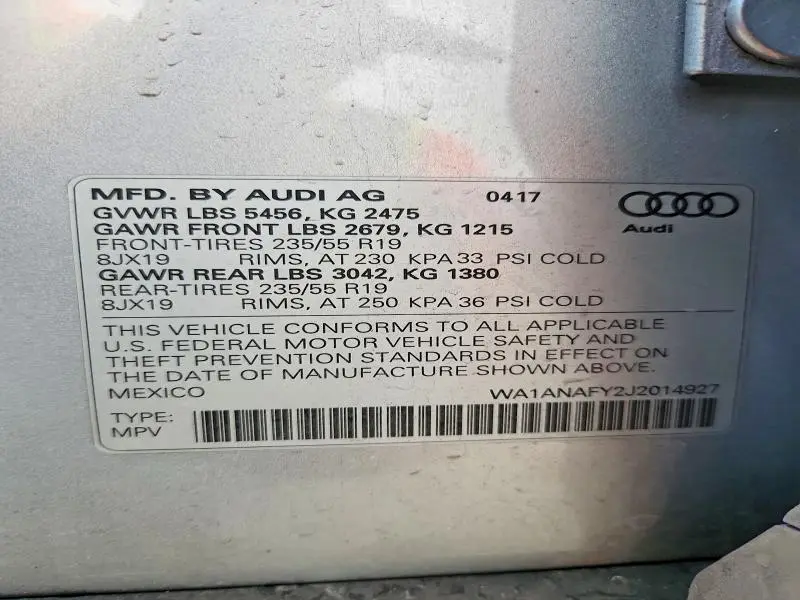 MFD. BY AUDI AG 0417
GVWR LBS 5456, KG 2475
GAWR FRONT LBS 2679, KG 1215
FRONT-TIRES 235/55 R19
8JX19 RIMS, AT 230 KPA 33 PSI COLD
GAWR REAR LBS 3042, KG 1380
REAR-TIRES 235/55 R19
8JX19 RIMS, AT 250 KPA 36 PSI COLD
Audi
THIS VEHICLE CONFORMS TO ALL APPLICABLE
U.S. FEDERAL MOTOR VEHICLE SAFETY AND
THEFT PREVENTION STANDARDS IN EFFECT ON
THE DATE OF MANUFACTURE SHOWN ABOVE.
MEXICO WA1ANAFY2J2014927
TYPE:
MPV